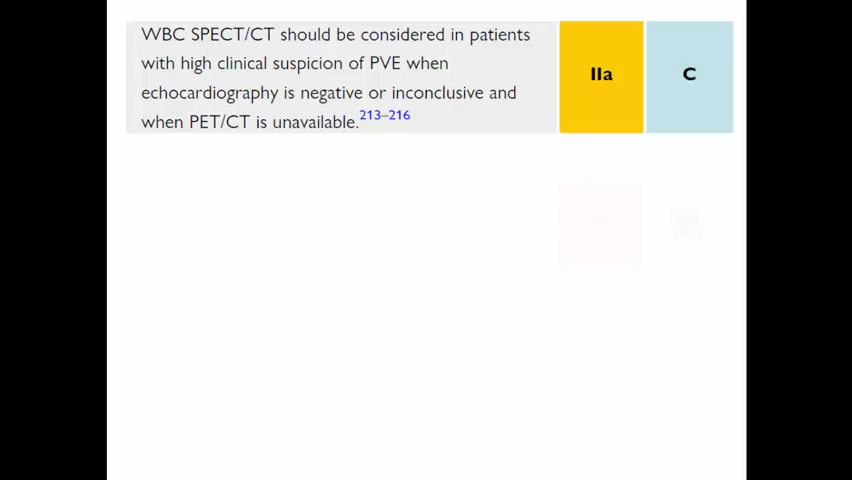 WBC SPECT/CT should be considered in patients
with high clinical suspicion of PVE when
echocardiography is negative or inconclusive and
when PET/CT is unavailable.213–216
IIa
C